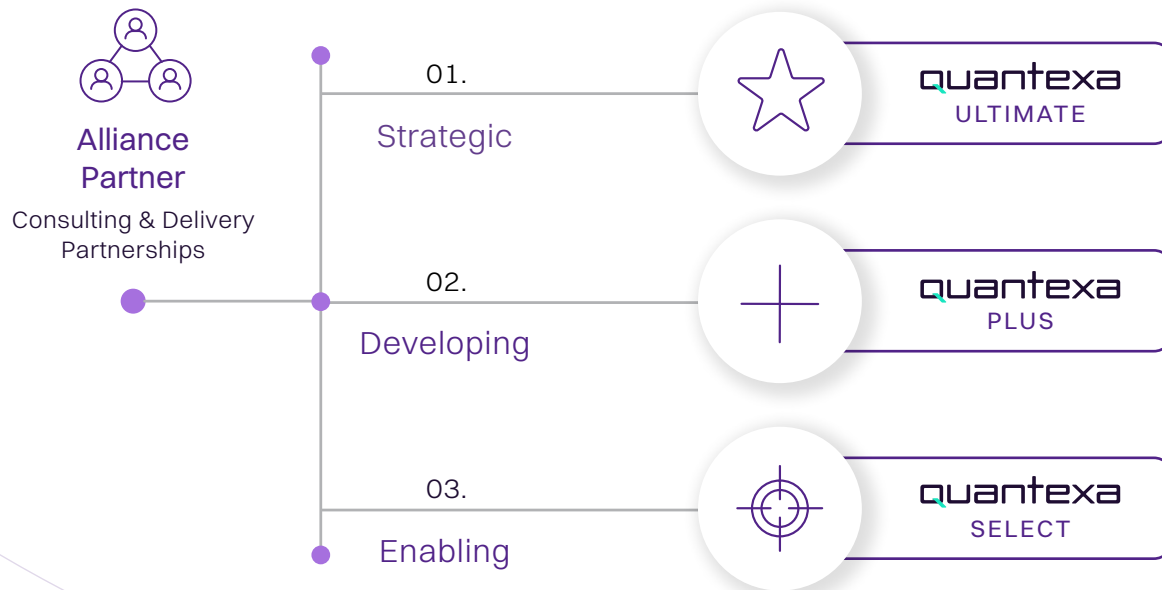 Alliance
Partner
Consulting & Delivery
Partnerships
01.
Strategic
quantexa
ULTIMATE
02.
Developing
quantexa
PLUS
03.
Enabling
quantexa
SELECT